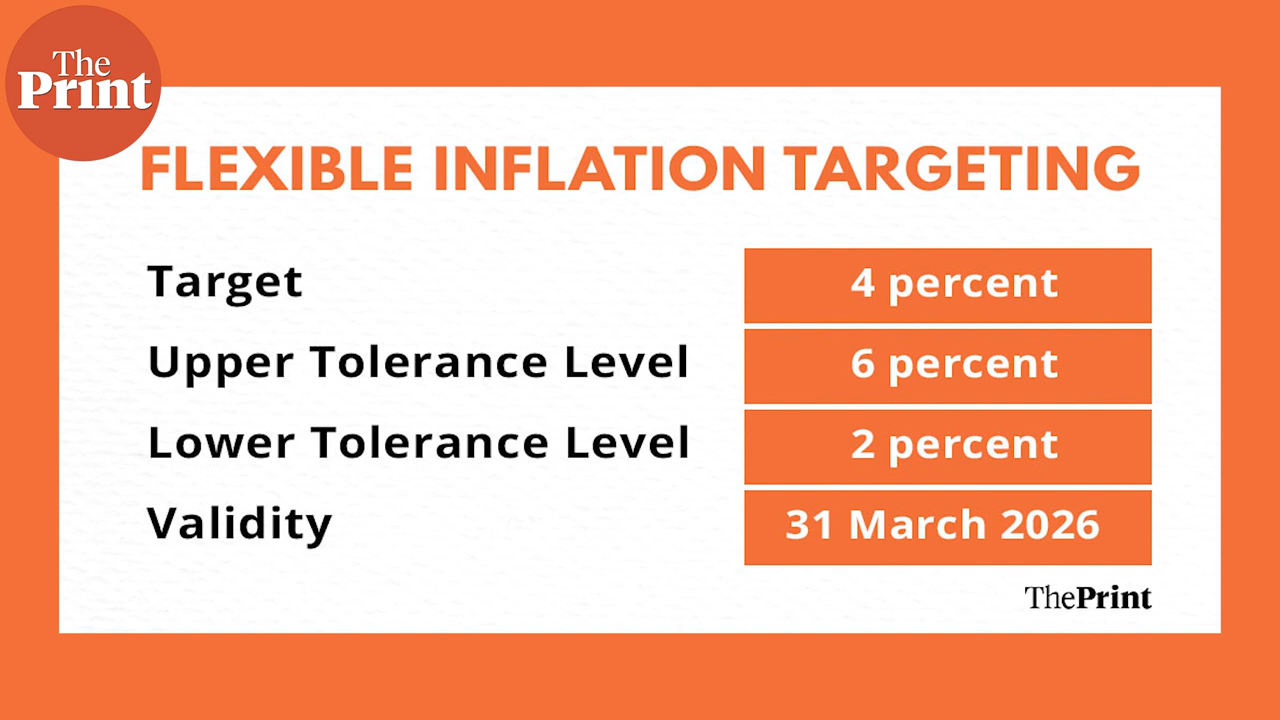 The
Print
FLEXIBLE INFLATION TARGETING
Target 4 percent
Upper Tolerance Level 6 percent
Lower Tolerance Level 2 percent
Validity 31 March 2026
ThePrint